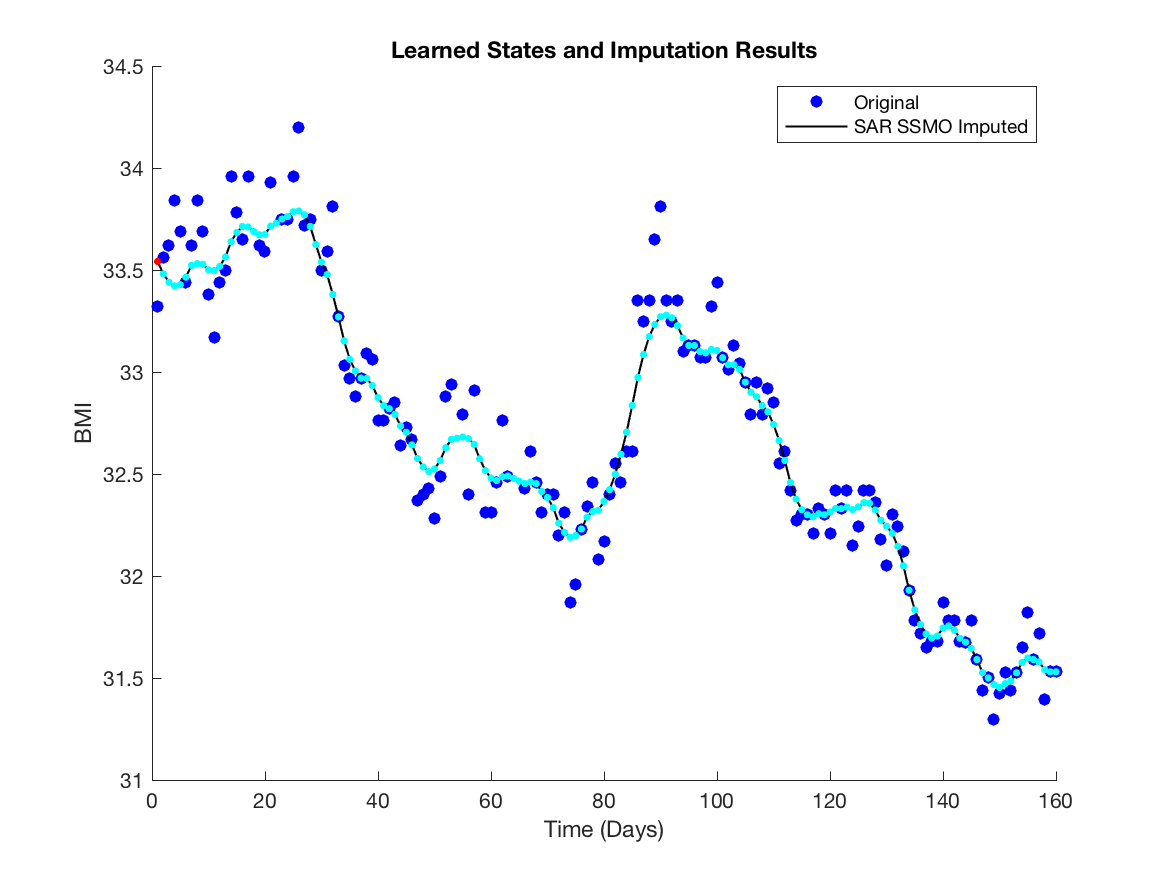 Learned States and Imputation Results
34.5
34
33.5
33
32.5
32
31.5
31
BMI
Original
SAR SSMO Imputed
0 20 40 60 80 100 120 140 160
Time (Days)